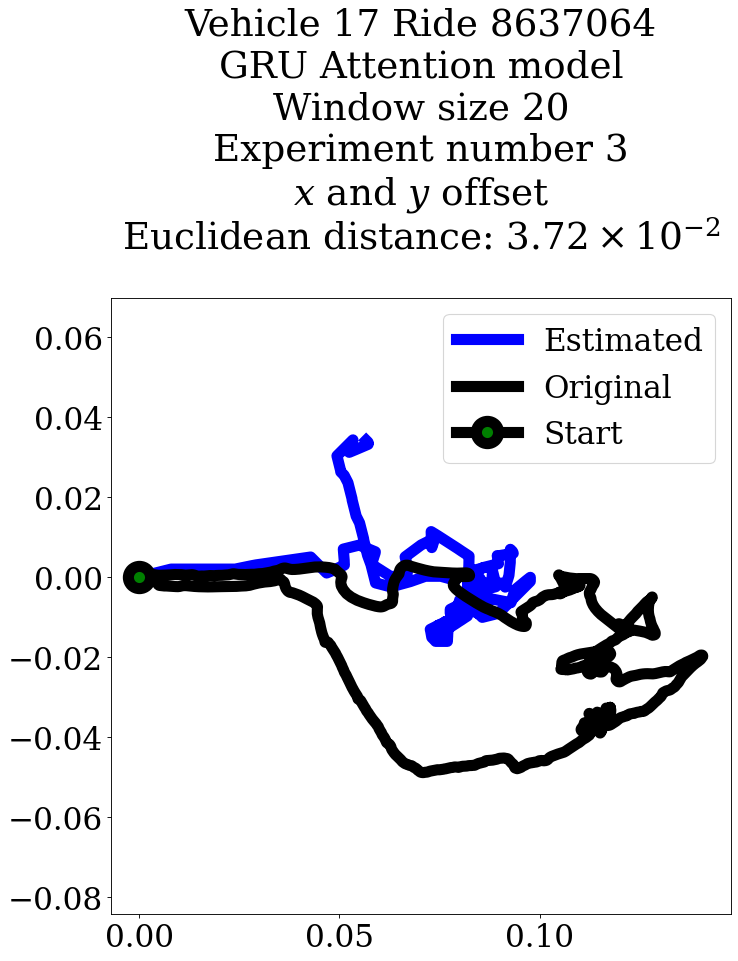 Vehicle 17 Ride 8637064
GRU Attention model
Window size 20
Experiment number 3
x and y offset
Euclidean distance: 3.72 × 10⁻²
Estimated
Original
Start
0.06
0.04
0.02
0.00
−0.02
−0.04
−0.06
−0.08
0.00 0.05 0.10